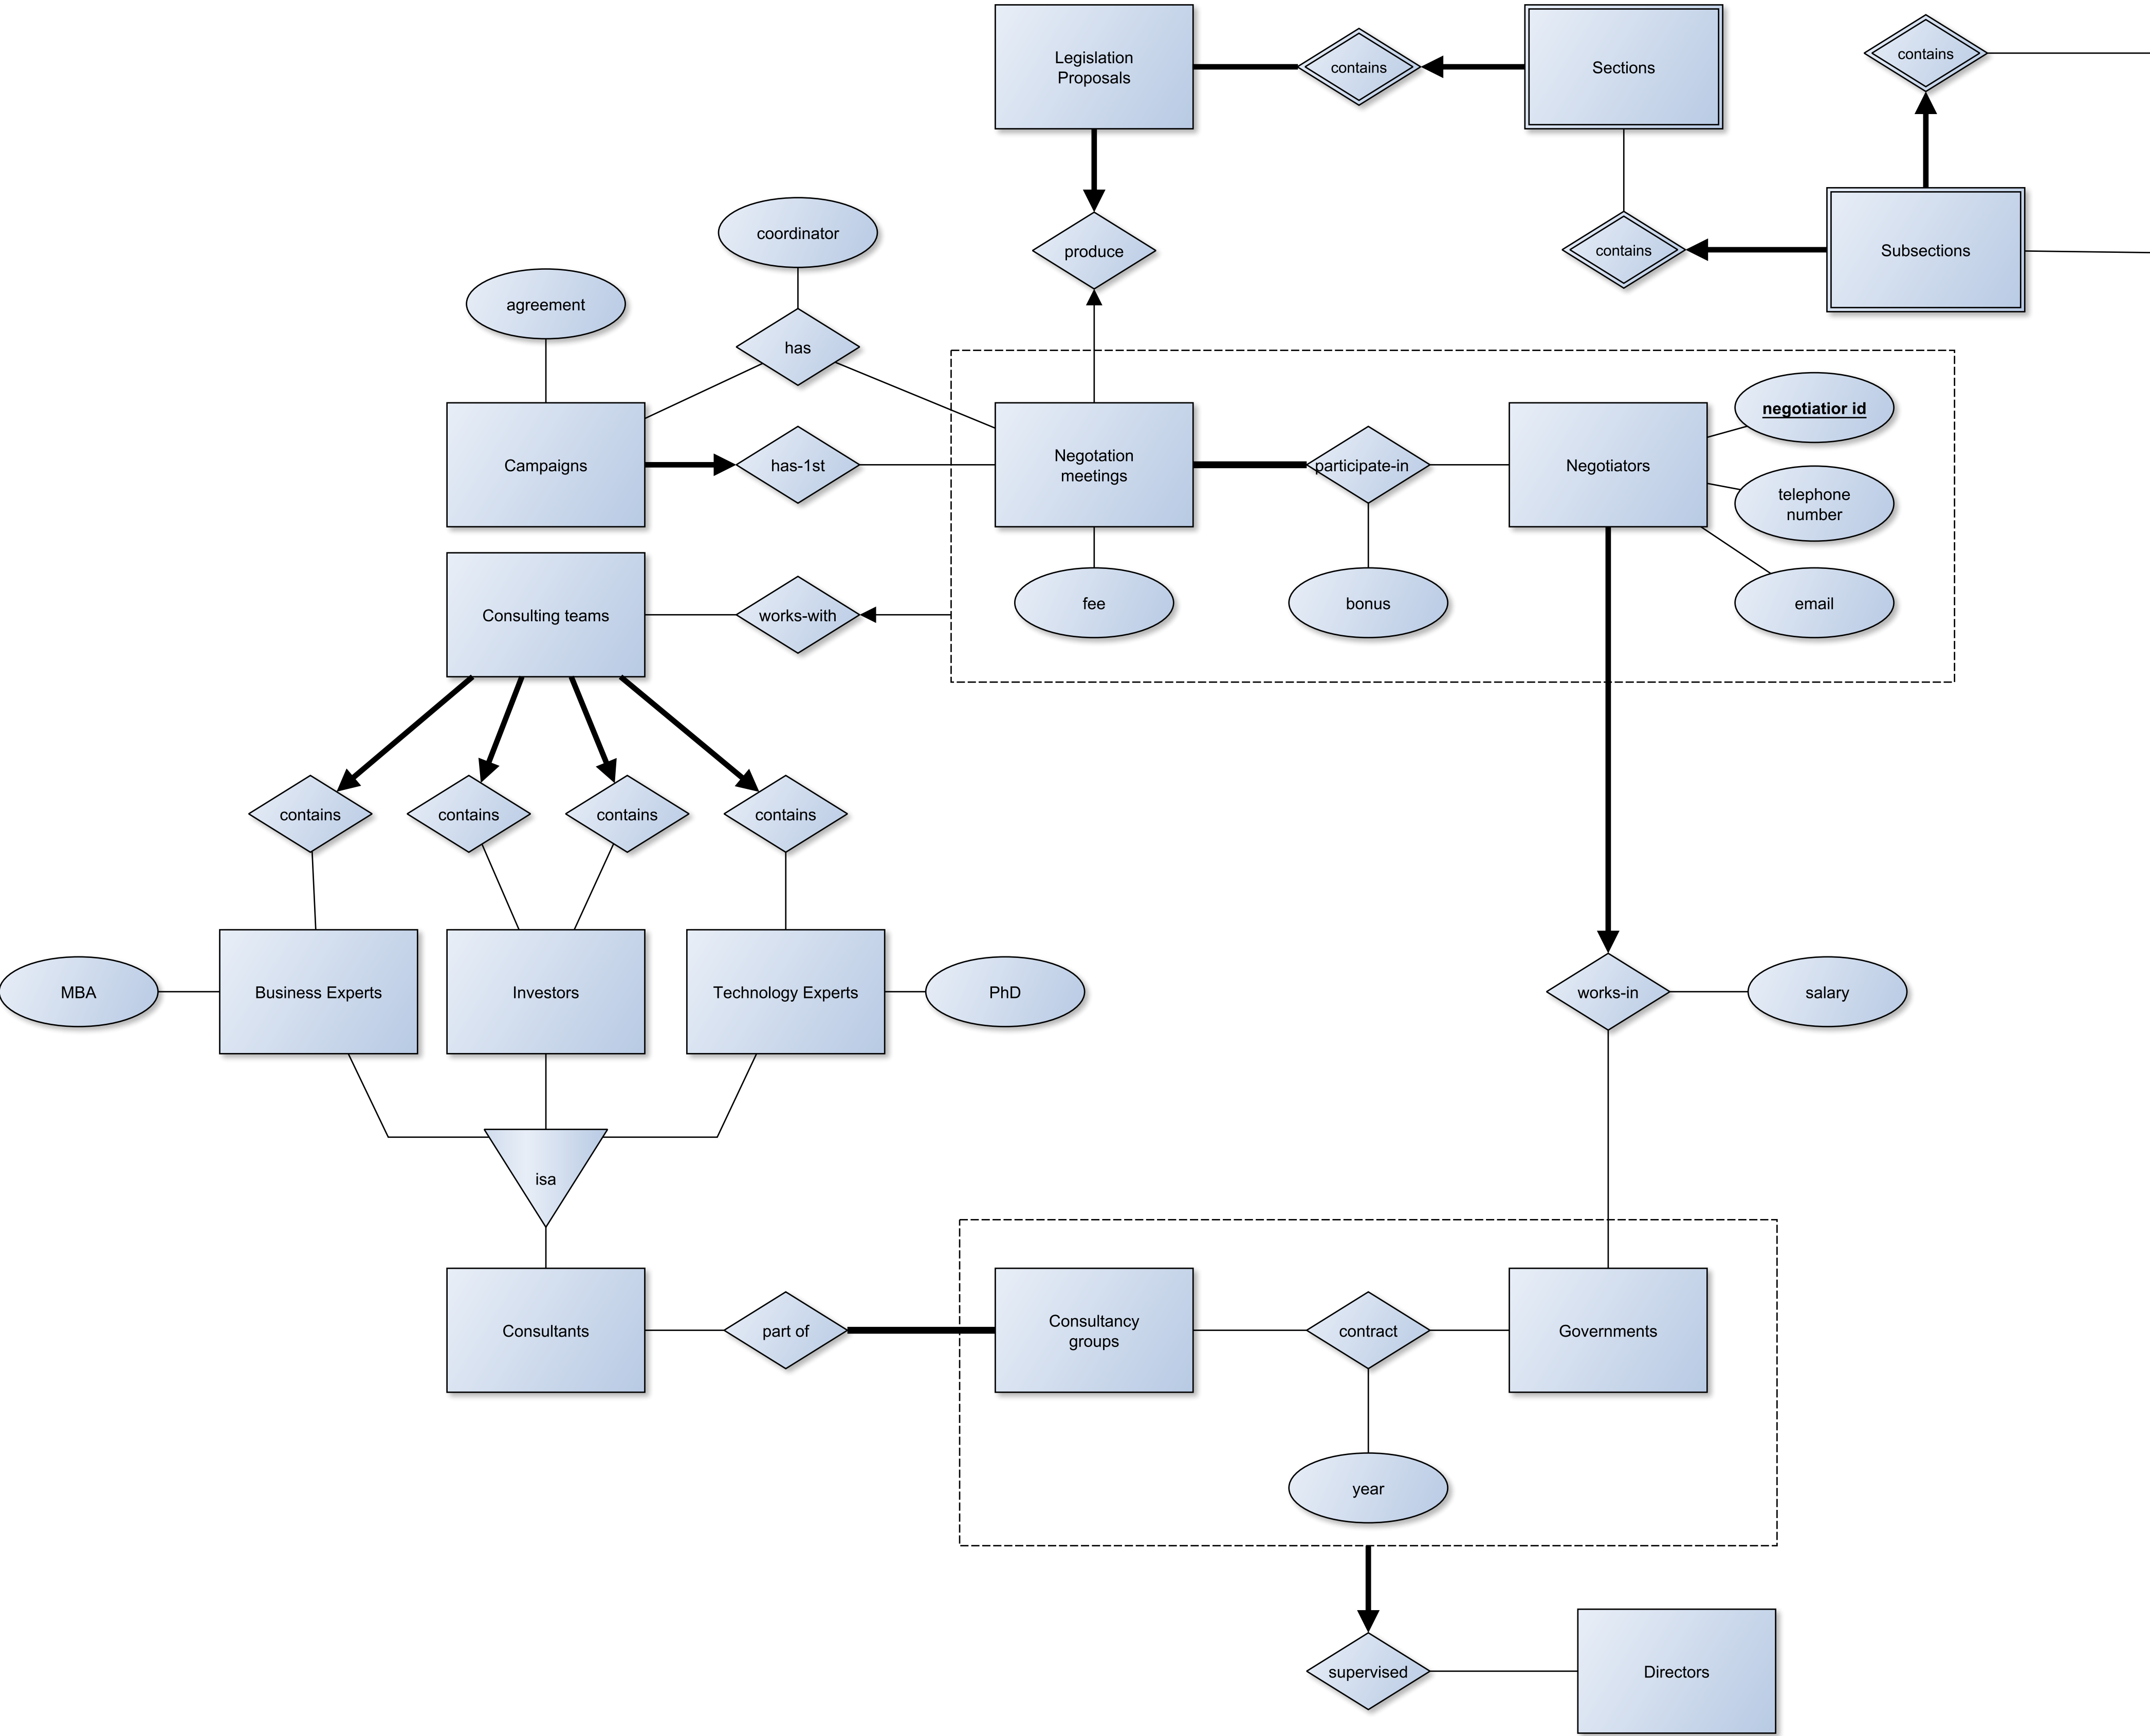 Legislation
Proposals
contains
Sections
contains
coordinator
produce
contains
Subsections
agreement
has
negotiatior id
Campaigns
has-1st
Negotation
meetings
participate-in
Negotiators
telephone
number
Consulting teams
works-with
fee
bonus
email
contains
contains
contains
contains
MBA
Business Experts
Investors
Technology Experts
PhD
works-in
salary
isa
Consultants
part of
Consultancy
groups
contract
Governments
year
supervised
Directors